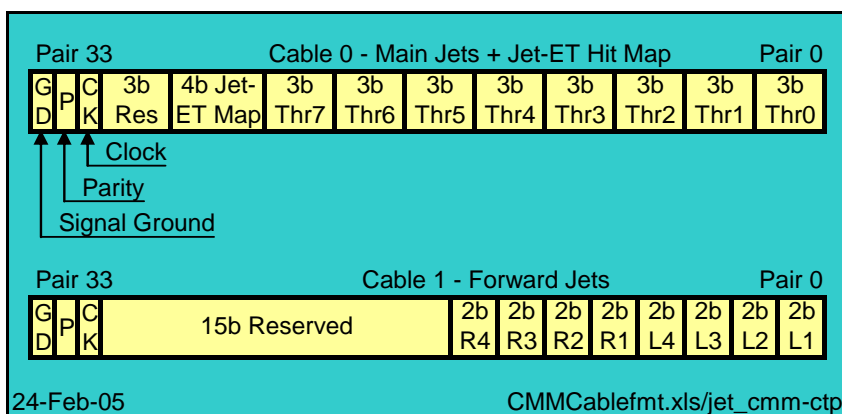 Pair 33 Cable 0 - Main Jets + Jet-ET Hit Map Pair 0
G P C 3b 4b Jet- 3b 3b 3b 3b 3b 3b 3b 3b
D K Res ET Map Thr7 Thr6 Thr5 Thr4 Thr3 Thr2 Thr1 Thr0
Clock
Parity
Signal Ground
Pair 33 Cable 1 - Forward Jets Pair 0
G P C 15b Reserved 2b 2b 2b 2b 2b 2b 2b 2b
D K R4 R3 R2 R1 L4 L3 L2 L1
24-Feb-05 CMMCablefmt.xls/jet_cmm-ctp